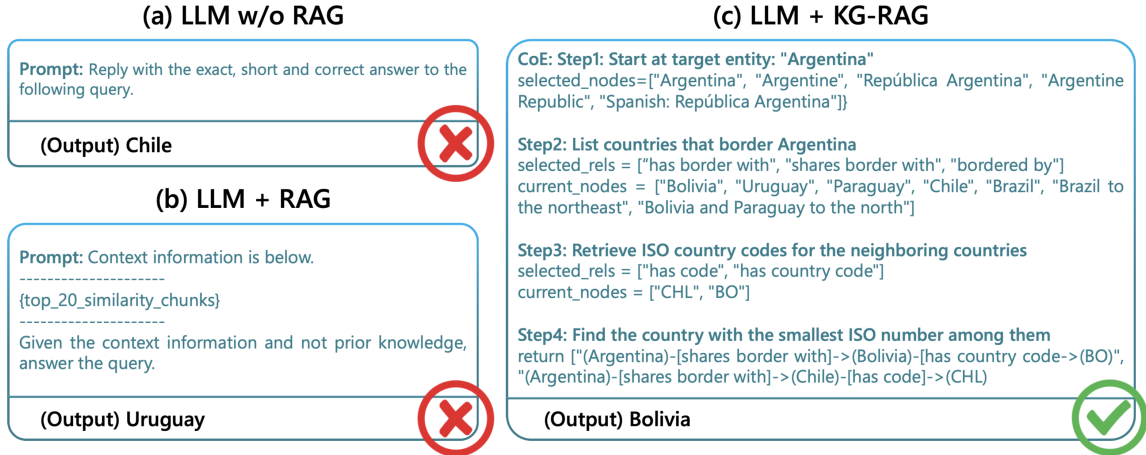 (a) LLM w/o RAG
Prompt: Reply with the exact, short and correct answer to the
following query.
(Output) Chile
(b) LLM + RAG
Prompt: Context information is below.
---------------------
{top_20_similarity_chunks}
---------------------
Given the context information and not prior knowledge,
answer the query.
(Output) Uruguay
(c) LLM + KG-RAG
CoE: Step1: Start at target entity: "Argentina"
selected_nodes=["Argentina", "Argentine", "República Argentina", "Argentine
Republic", "Spanish: República Argentina"]}
Step2: List countries that border Argentina
selected_rels = ["has border with", "shares border with", "bordered by"]
current_nodes = ["Bolivia", "Uruguay", "Paraguay", "Chile", "Brazil", "Brazil to
the northeast", "Bolivia and Paraguay to the north"]
Step3: Retrieve ISO country codes for the neighboring countries
selected_rels = ["has code", "has country code"]
current_nodes = ["CHL", "BO"]
Step4: Find the country with the smallest ISO number among them
return ["(Argentina)-[shares border with]->(Bolivia)-[has country code->(BO)",
"(Argentina)-[shares border with]->(Chile)-[has code]->(CHL)
(Output) Bolivia